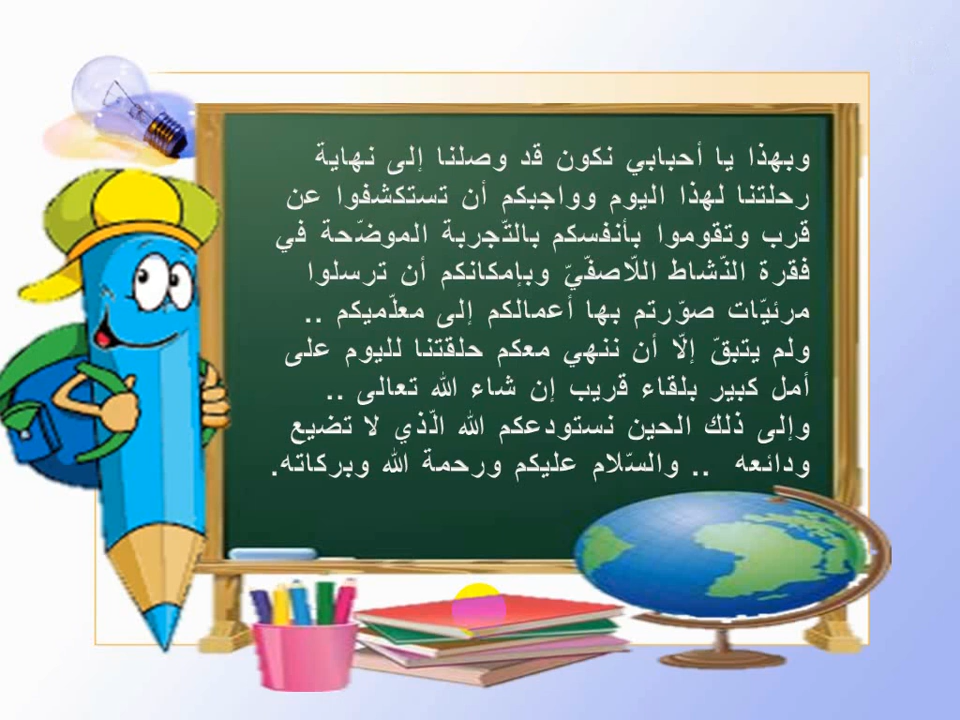 وبهذا يا أحبابي نكون قد وصلنا إلى نهاية
رحلتنا لهذا اليوم وواجبكم أن تستكشفوا عن
قرب وتقوموا بأنفسكم بالتّجربة الموضّحة في
فقرة النّشاط اللّاصفّيّ وبإمكانكم أن ترسلوا
مرئيّات صوّرتم بها أعمالكم إلى معلّميكم ..
ولم يتبقّ إلّا أن ننهي معكم حلقتنا لليوم على
أمل كبير بلقاء قريب إن شاء الله تعالى ..
وإلى ذلك الحين نستودعكم الله الّذي لا تضيع
ودائعه .. والسّلام عليكم ورحمة الله وبركاته.